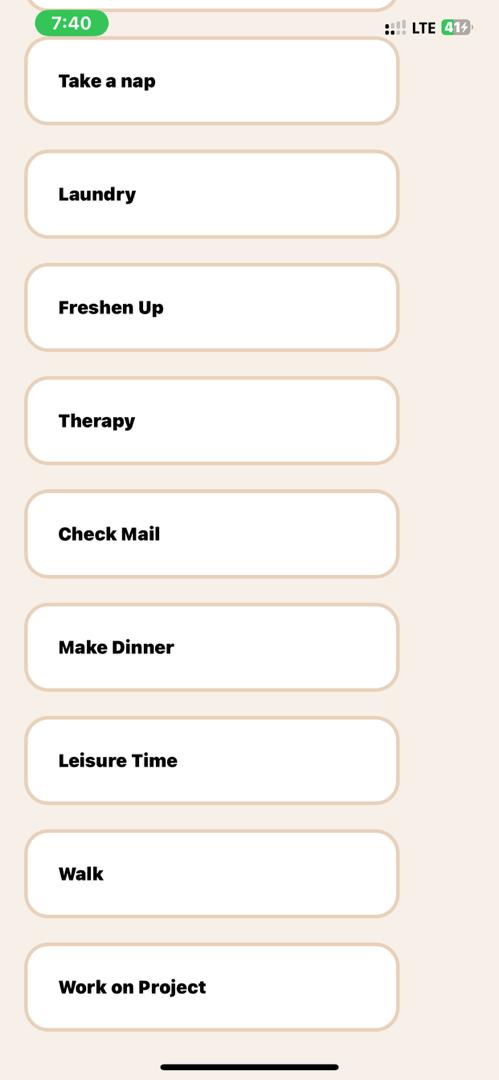 7:40
LTE 41
Take a nap
Laundry
Freshen Up
Therapy
Check Mail
Make Dinner
Leisure Time
Walk
Work on Project